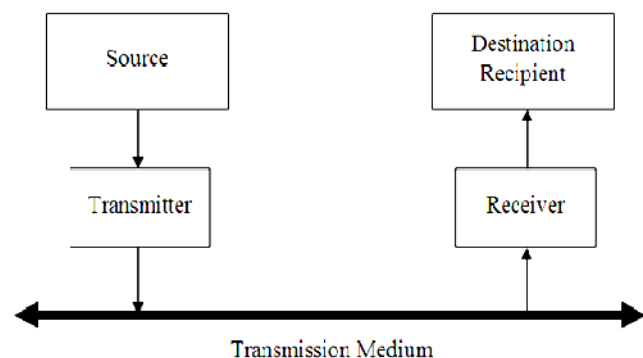 Source
Destination
Recipient
Transmitter
Receiver
Transmission Medium